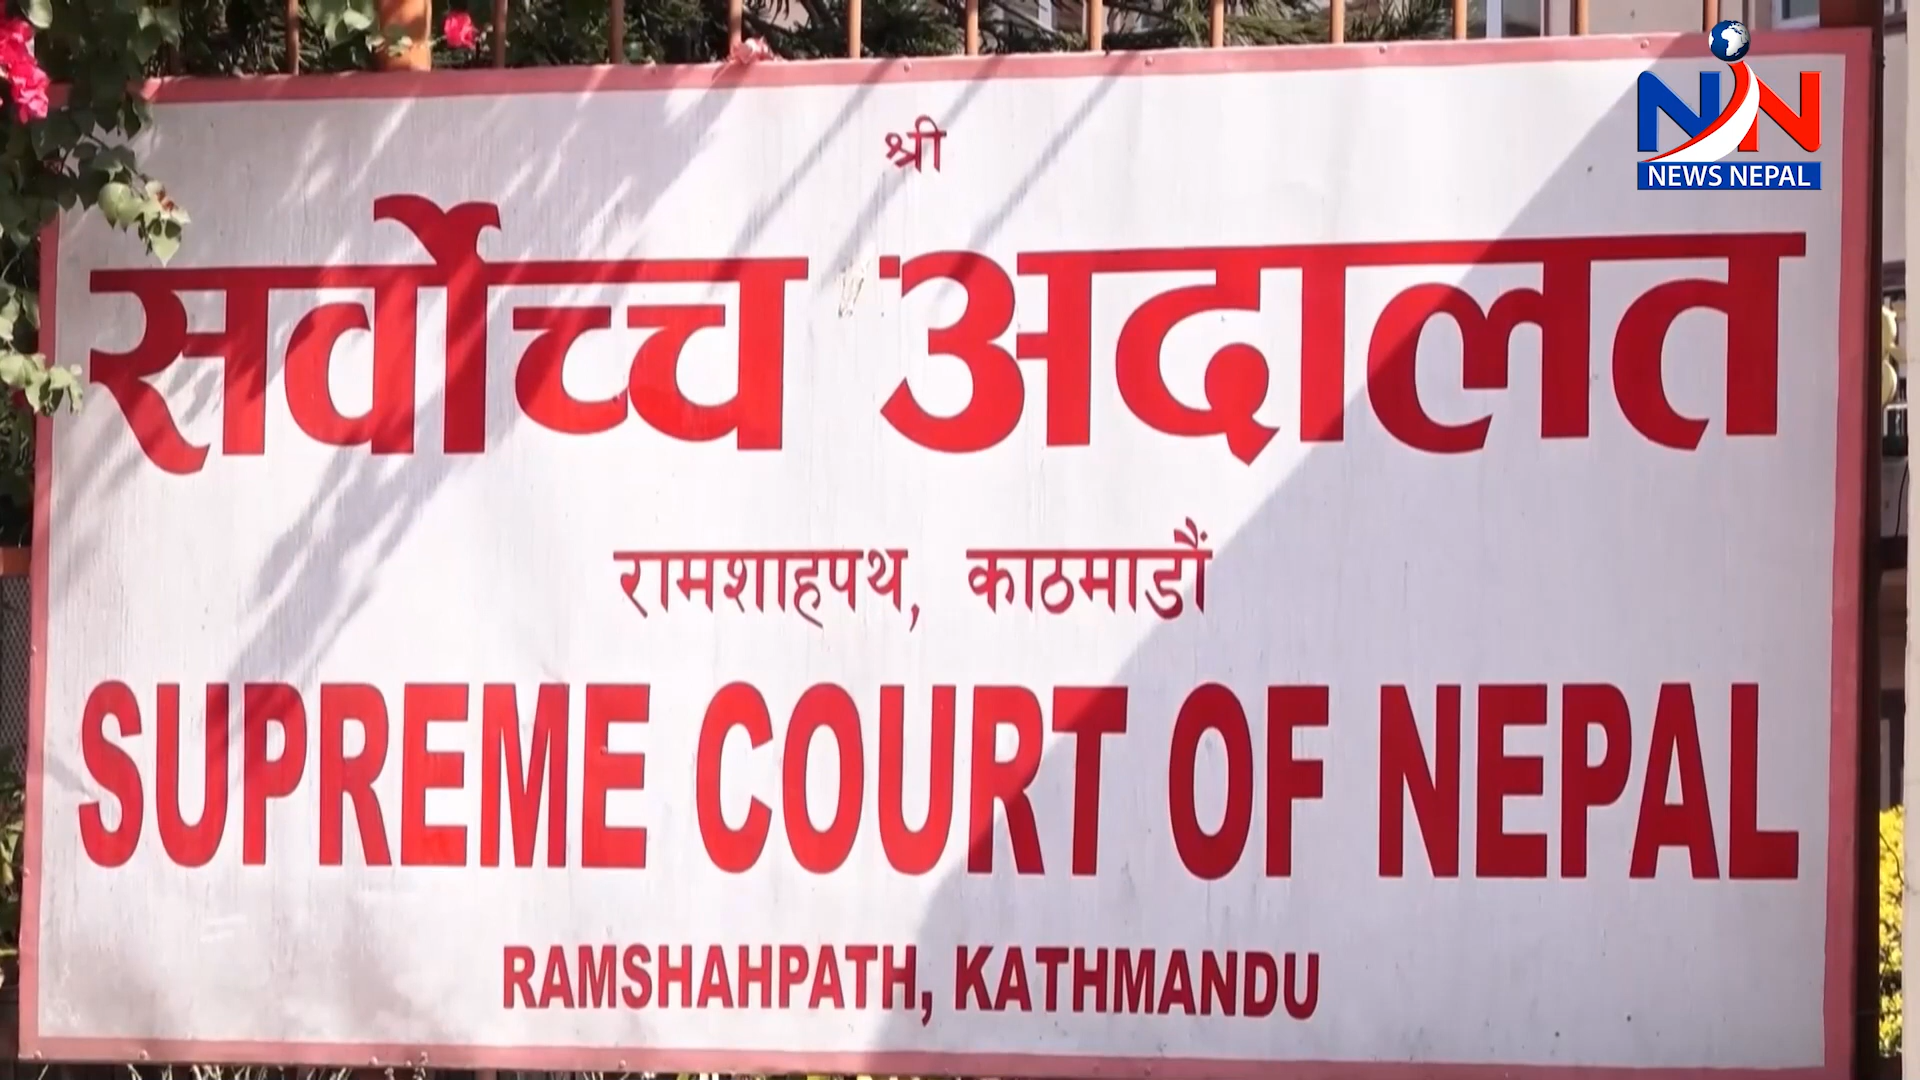 श्री
सर्वोच्च अदालत
रामशाहपथ, काठमाडौं
SUPREME COURT OF NEPAL
RAMSHAHPATH, KATHMANDU
NN
NEWS NEPAL